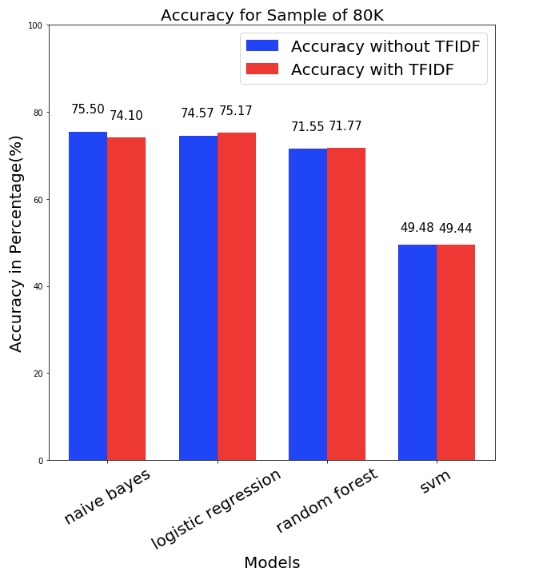 Accuracy for Sample of 80K
Accuracy without TFIDF
Accuracy with TFIDF
100
80
60
40
20
0
Accuracy in Percentage(%)
75.50 74.10
74.57 75.17
71.55 71.77
49.48 49.44
naive bayes
logistic regression
random forest
svm
Models